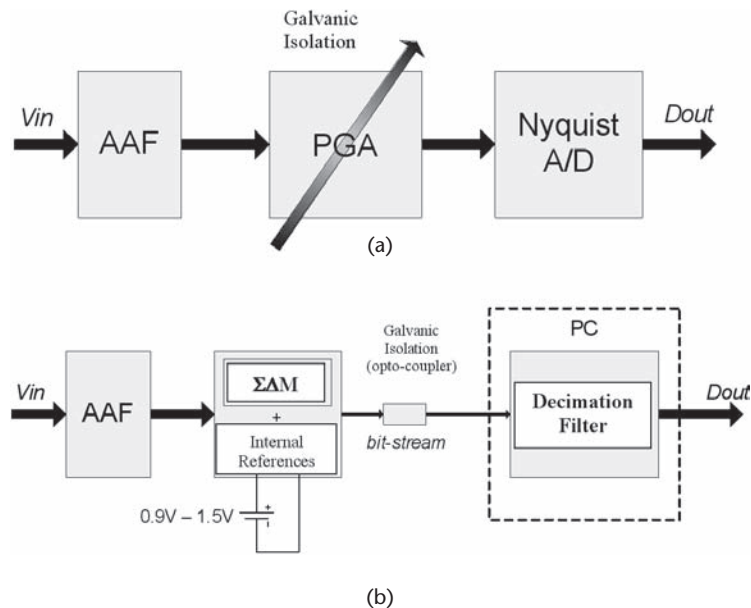 Galvanic
Isolation
Vin
AAF
PGA
Nyquist
A/D
Dout
(a)
Galvanic
Isolation
(opto-coupler)
PC
Vin
AAF
ΣΔM
+
Internal
References
bit-stream
Decimation
Filter
Dout
0.9V – 1.5V
+
-
(b)